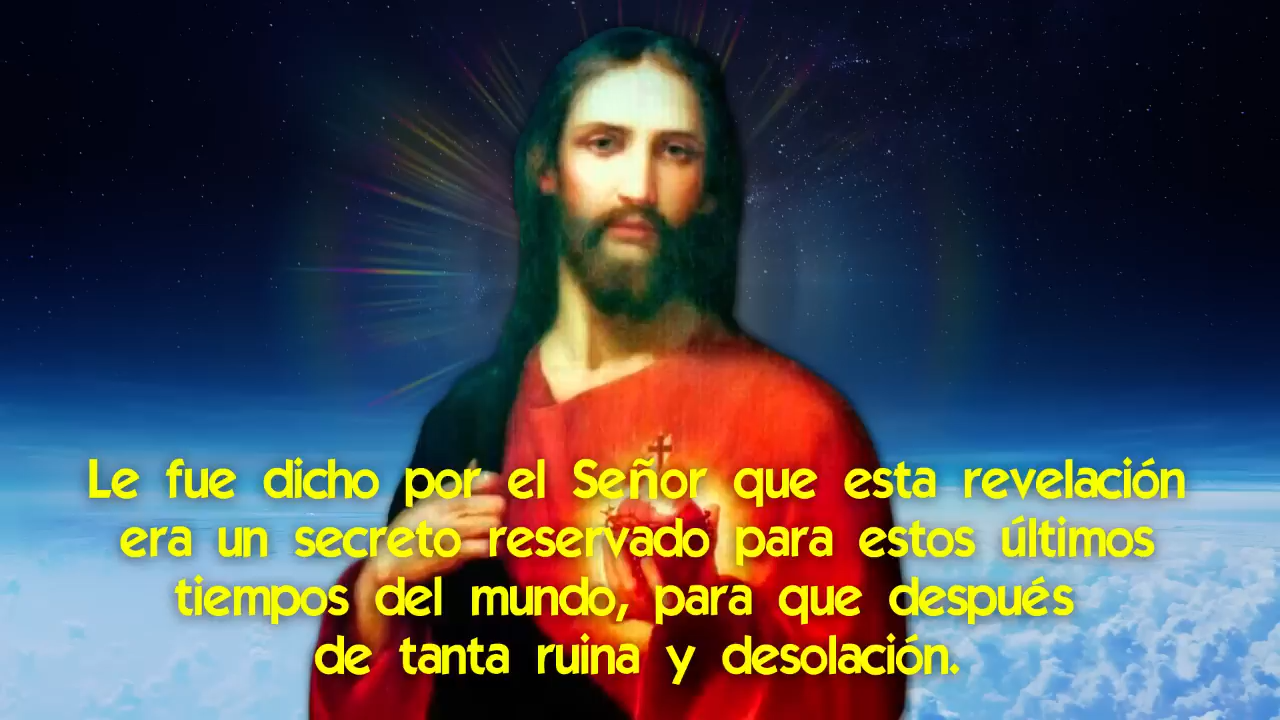 Le fue dicho por el Señor que esta revelación
era un secreto reservado para estos últimos
tiempos del mundo, para que después
de tanta ruina y desolación.